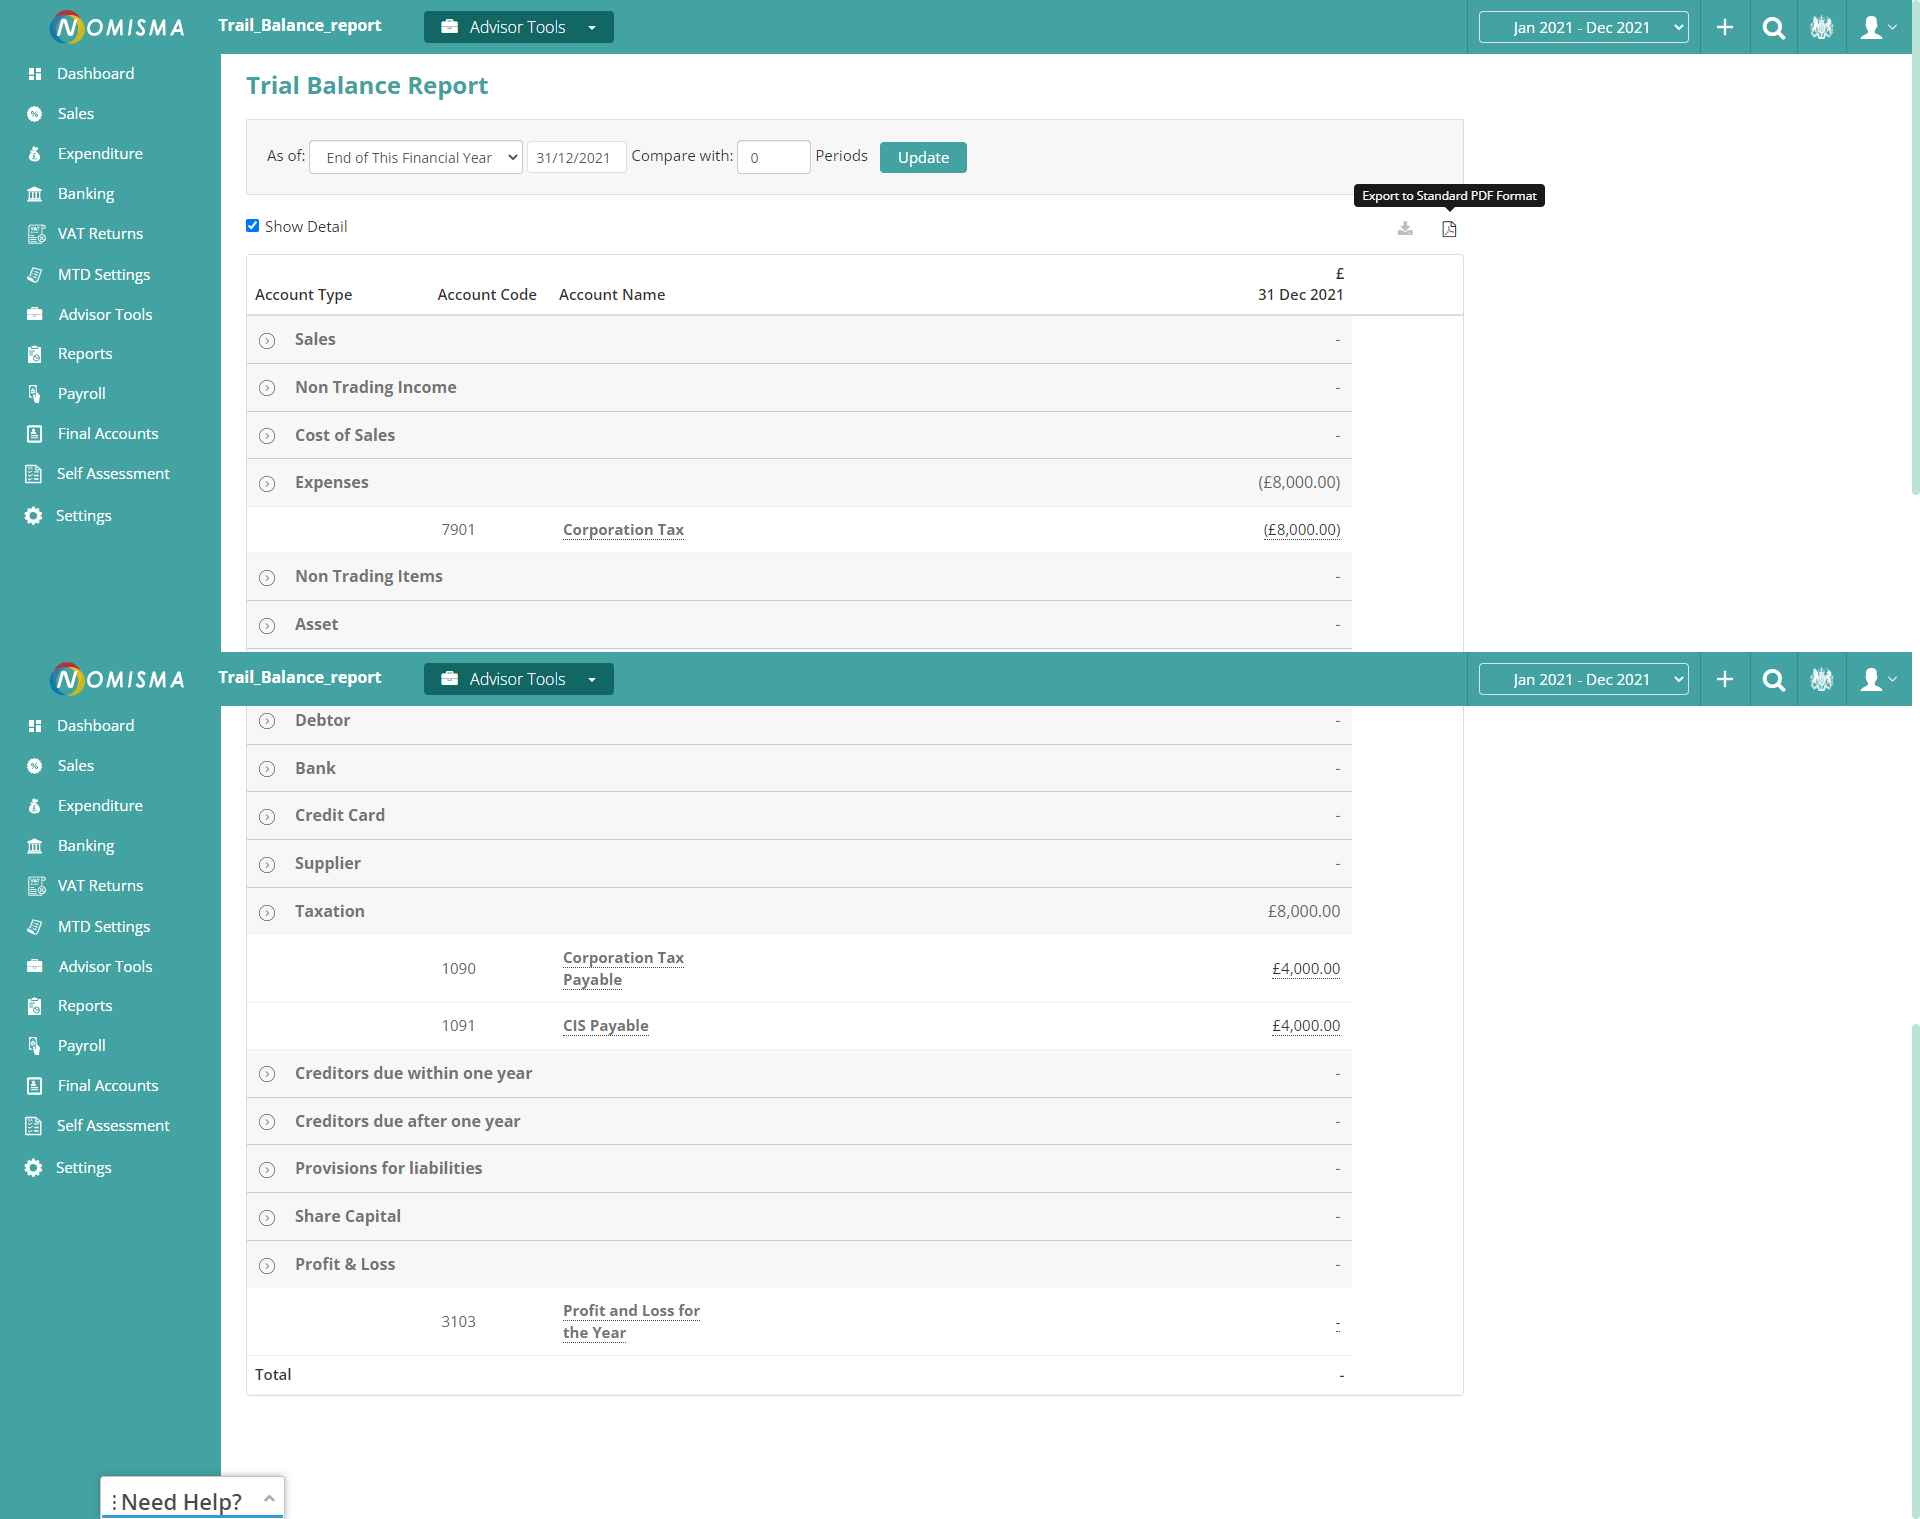 NOMISMA Trail_Balance_report Advisor Tools Jan 2021 - Dec 2021
Dashboard
Sales
Expenditure
Banking
VAT Returns
MTD Settings
Advisor Tools
Reports
Payroll
Final Accounts
Self Assessment
Settings
Trial Balance Report
As of: End of This Financial Year 31/12/2021 Compare with: 0 Periods Update
Export to Standard PDF Format
Show Detail
£
Account Type Account Code Account Name 31 Dec 2021
Sales -
Non Trading Income -
Cost of Sales -
Expenses (£8,000.00)
7901 Corporation Tax (£8,000.00)
Non Trading Items -
Asset -
NOMISMA Trail_Balance_report Advisor Tools Jan 2021 - Dec 2021
Dashboard
Sales
Expenditure
Banking
VAT Returns
MTD Settings
Advisor Tools
Reports
Payroll
Final Accounts
Self Assessment
Settings
Debtor -
Bank -
Credit Card -
Supplier -
Taxation £8,000.00
1090 Corporation Tax Payable £4,000.00
1091 CIS Payable £4,000.00
Creditors due within one year -
Creditors due after one year -
Provisions for liabilities -
Share Capital -
Profit & Loss -
3103 Profit and Loss for the Year -
Total -
Need Help?